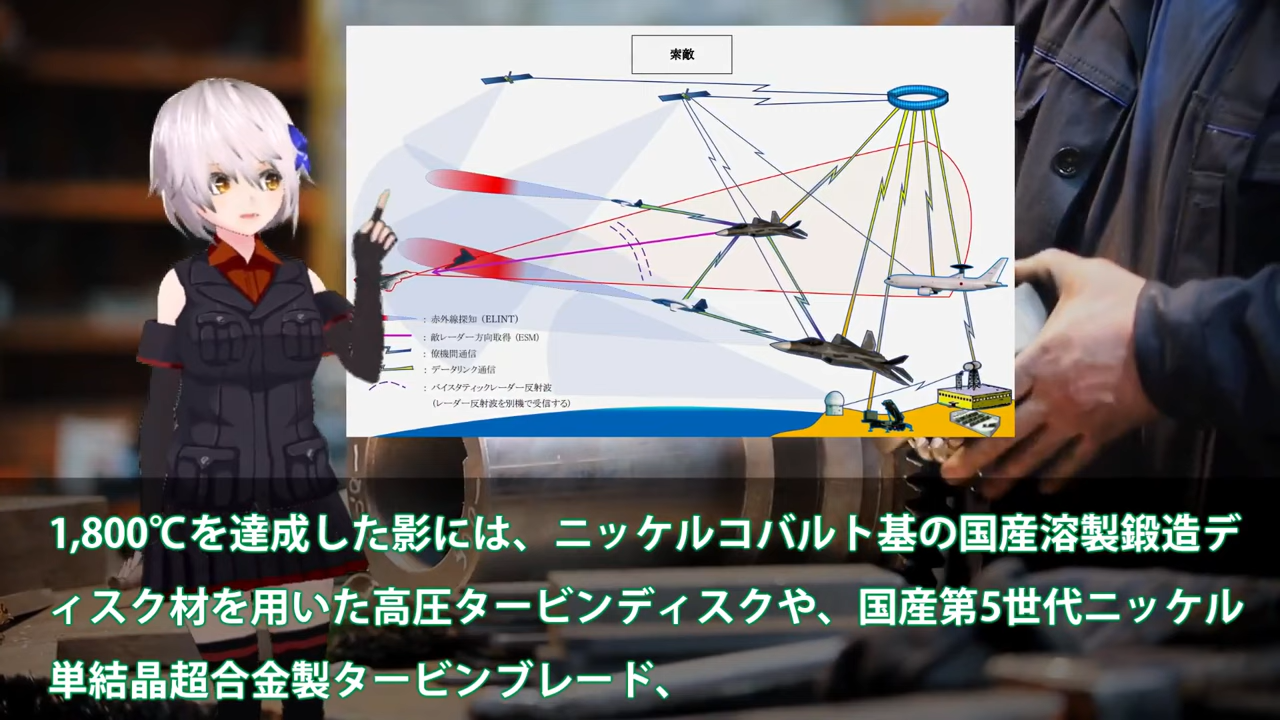 索敵
：赤外線探知（ELINT）
：敵レーダー方向取得（ESM）
：僚機間通信
：データリンク通信
：バイスタティックレーダー反射波
（レーダー反射波を別機で受信する）
1,800℃を達成した影には、ニッケルコバルト基の国産溶製鍛造デ
ィスク材を用いた高圧タービンディスクや、国産第5世代ニッケル
単結晶超合金製タービンブレード、